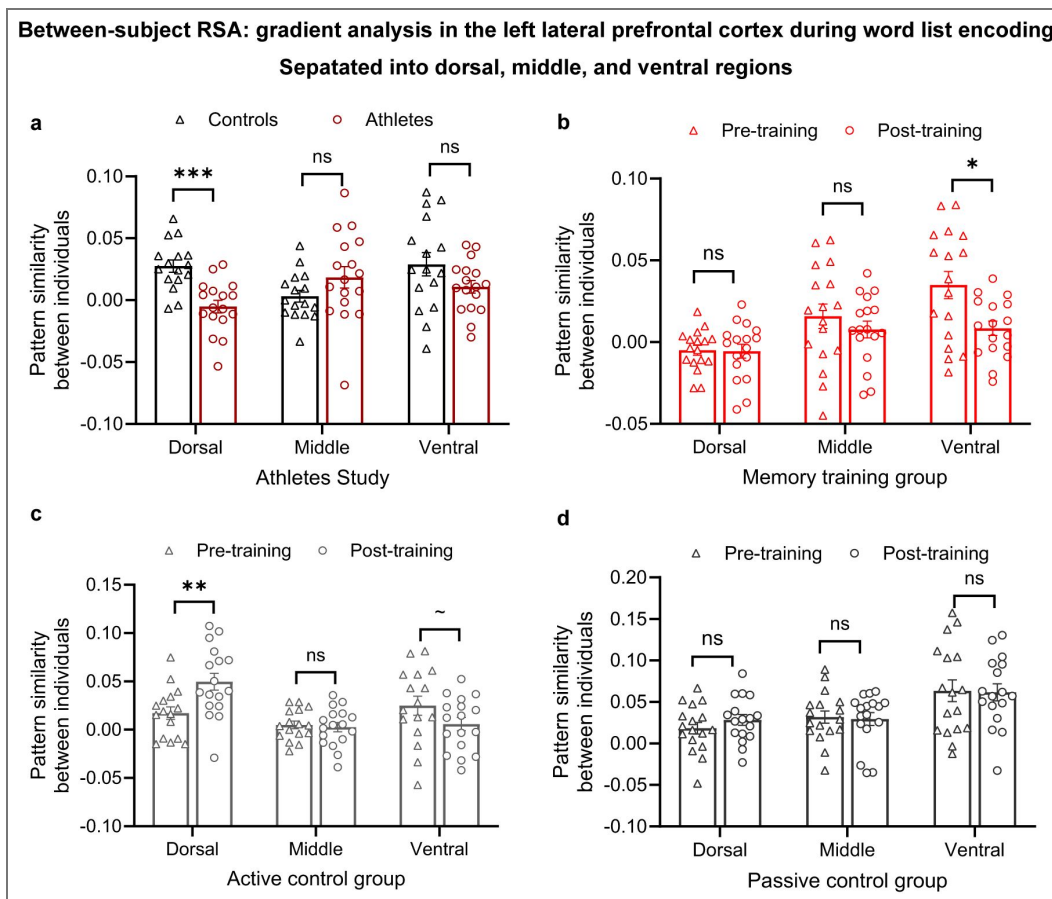 Between-subject RSA: gradient analysis in the left lateral prefrontal cortex during word list encoding
Sepatated into dorsal, middle, and ventral regions
a
Controls Athletes
*** ns ns
Pattern similarity
between individuals
0.10
0.05
0.00
-0.05
-0.10
Dorsal Middle Ventral
Athletes Study
b
Pre-training Post-training
ns ns *
Pattern similarity
between individuals
0.10
0.05
0.00
-0.05
Dorsal Middle Ventral
Memory training group
c
Pre-training Post-training
** ns ~
Pattern similarity
between individuals
0.15
0.10
0.05
0.00
-0.05
-0.10
Dorsal Middle Ventral
Active control group
d
Pre-training Post-training
ns ns ns
Pattern similarity
between individuals
0.20
0.15
0.10
0.05
0.00
-0.05
-0.10
Dorsal Middle Ventral
Passive control group